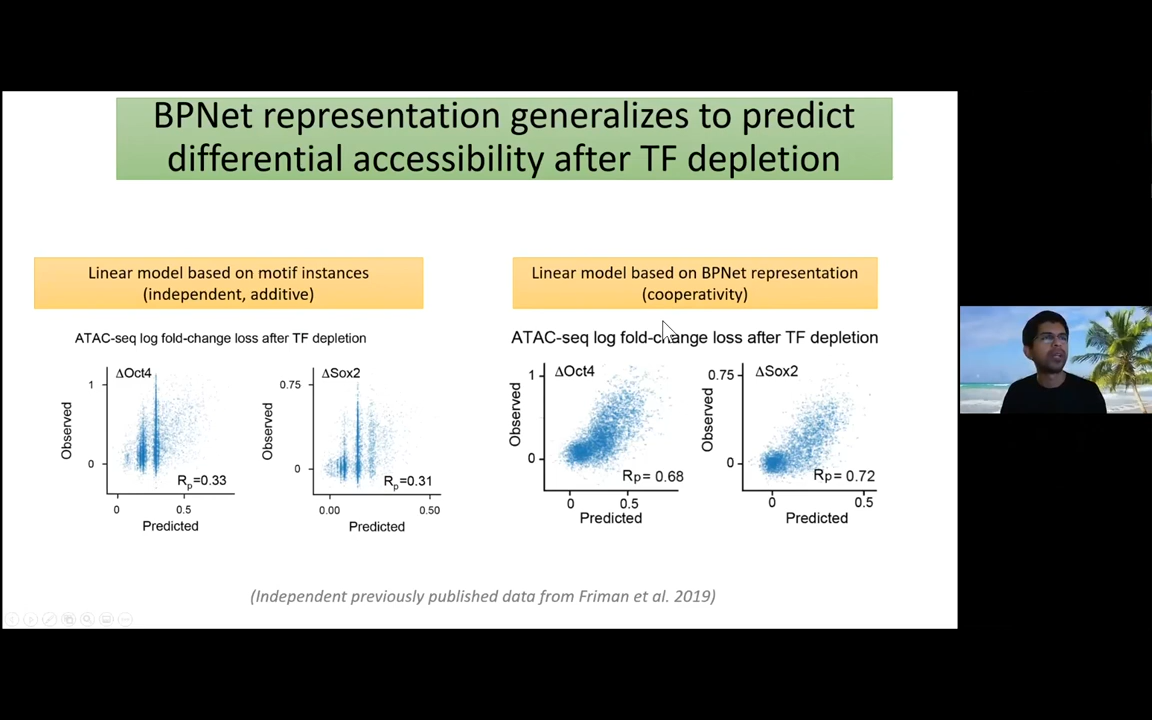 BPNet representation generalizes to predict
differential accessibility after TF depletion
Linear model based on motif instances
(independent, additive)
ATAC-seq log fold-change loss after TF depletion
ΔOct4
1
0
Observed
Rp=0.33
0
0.5
Predicted
ΔSox2
0.75
0
Observed
Rp=0.31
0.00
0.50
Predicted
Linear model based on BPNet representation
(cooperativity)
ATAC-seq log fold-change loss after TF depletion
ΔOct4
1
0
Observed
Rp= 0.68
0
0.5
Predicted
ΔSox2
0.75
0
Observed
Rp= 0.72
0
0.5
Predicted
(Independent previously published data from Friman et al. 2019)